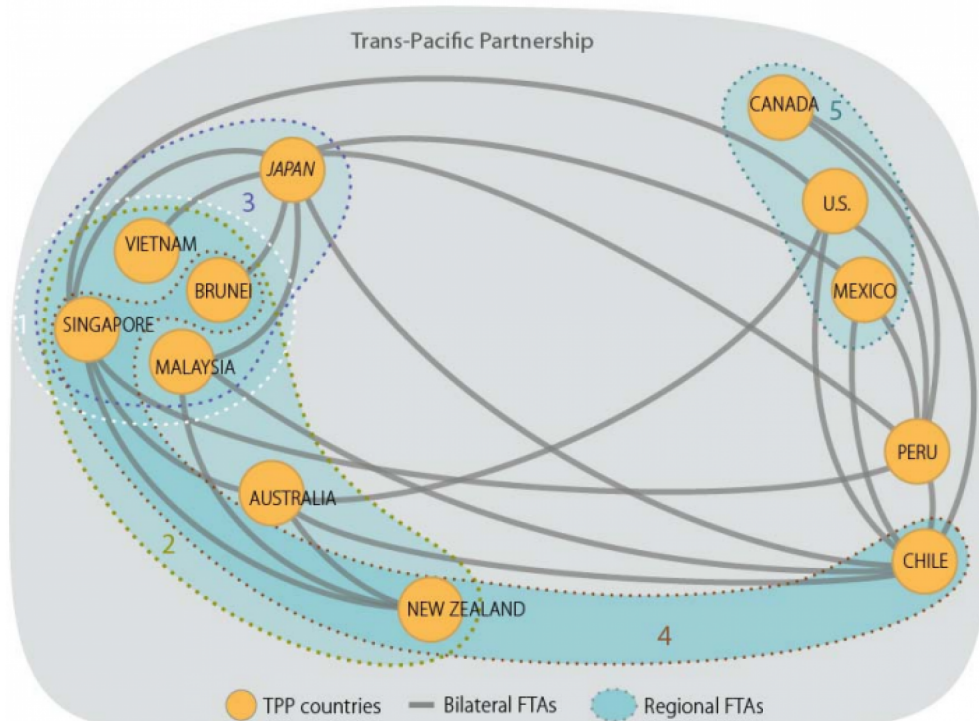 Trans-Pacific Partnership
CANADA
5
JAPAN
U.S.
3
VIETNAM
BRUNEI
MEXICO
1
SINGAPORE
MALAYSIA
PERU
AUSTRALIA
2
CHILE
NEW ZEALAND
4
TPP countries
Bilateral FTAs
Regional FTAs